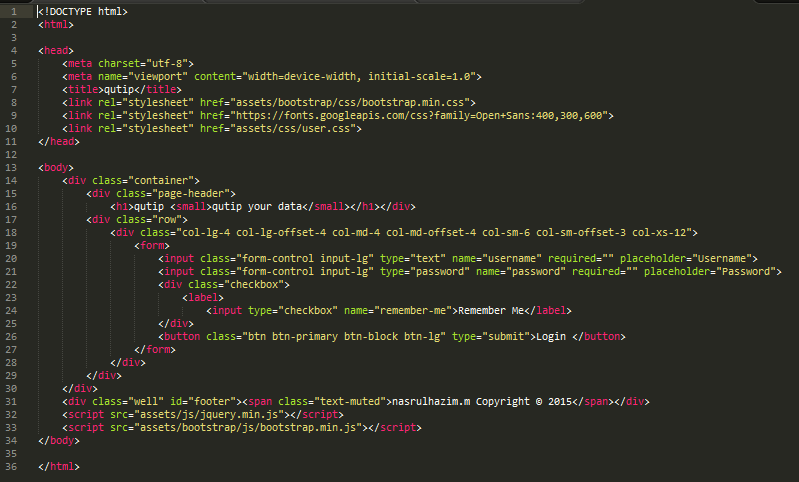 1 <!DOCTYPE html>
2 <html>
3
4 <head>
5     <meta charset="utf-8">
6     <meta name="viewport" content="width=device-width, initial-scale=1.0">
7     <title>qutip</title>
8     <link rel="stylesheet" href="assets/bootstrap/css/bootstrap.min.css">
9     <link rel="stylesheet" href="https://fonts.googleapis.com/css?family=Open+Sans:400,300,600">
10     <link rel="stylesheet" href="assets/css/user.css">
11 </head>
12
13 <body>
14     <div class="container">
15         <div class="page-header">
16             <h1>qutip <small>qutip your data</small></h1></div>
17         <div class="row">
18             <div class="col-lg-4 col-lg-offset-4 col-md-4 col-md-offset-4 col-sm-6 col-sm-offset-3 col-xs-12">
19                 <form>
20                     <input class="form-control input-lg" type="text" name="username" required="" placeholder="Username">
21                     <input class="form-control input-lg" type="password" name="password" required="" placeholder="Password">
22                     <div class="checkbox">
23                         <label>
24                             <input type="checkbox" name="remember-me">Remember Me</label>
25                     </div>
26                     <button class="btn btn-primary btn-block btn-lg" type="submit">Login </button>
27                 </form>
28             </div>
29         </div>
30     </div>
31     <div class="well" id="footer"><span class="text-muted">nasrulhazim.m Copyright © 2015</span></div>
32     <script src="assets/js/jquery.min.js"></script>
33     <script src="assets/bootstrap/js/bootstrap.min.js"></script>
34 </body>
35
36 </html>